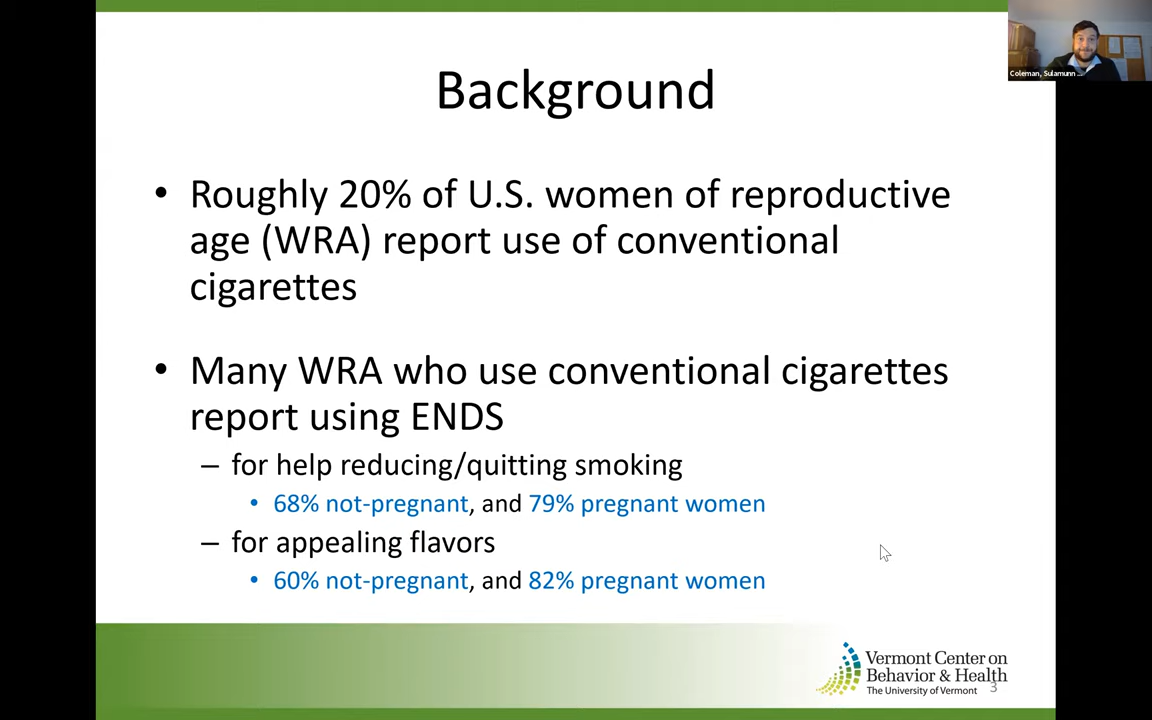 Background
• Roughly 20% of U.S. women of reproductive
age (WRA) report use of conventional
cigarettes
• Many WRA who use conventional cigarettes
report using ENDS
– for help reducing/quitting smoking
• 68% not-pregnant, and 79% pregnant women
– for appealing flavors
• 60% not-pregnant, and 82% pregnant women
Vermont Center on
Behavior & Health
The University of Vermont
3
Coleman, Sulamunn ...